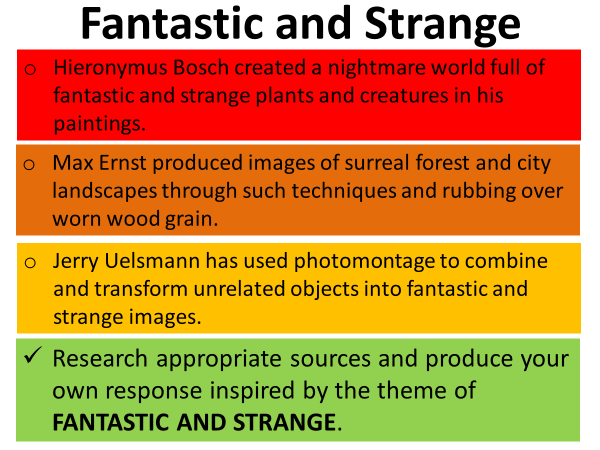 Fantastic and Strange
o Hieronymus Bosch created a nightmare world full of
fantastic and strange plants and creatures in his
paintings.
o Max Ernst produced images of surreal forest and city
landscapes through such techniques and rubbing over
worn wood grain.
o Jerry Uelsmann has used photomontage to combine
and transform unrelated objects into fantastic and
strange images.
✓ Research appropriate sources and produce your
own response inspired by the theme of
FANTASTIC AND STRANGE.